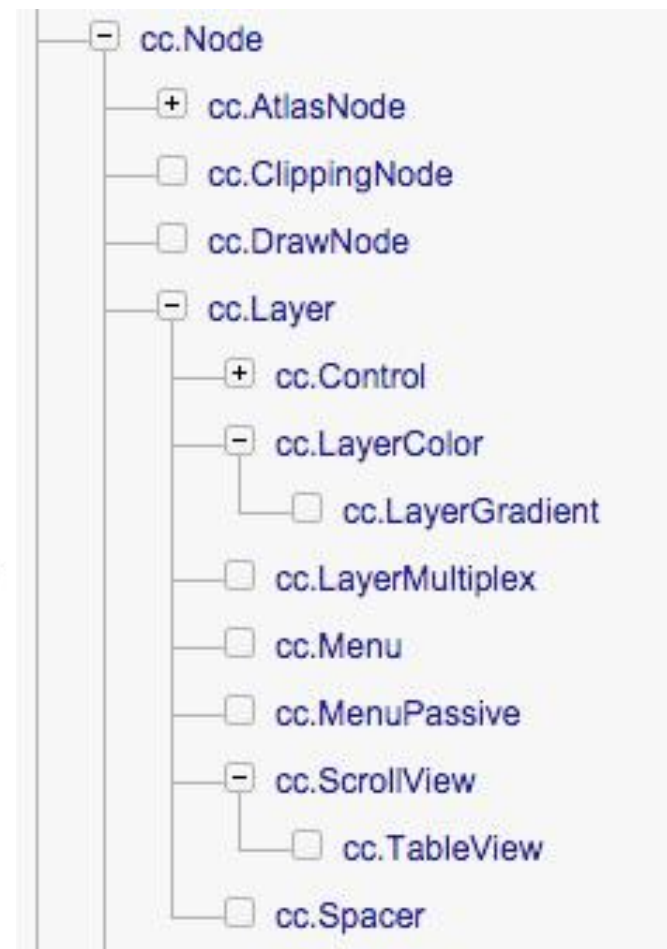 cc.Node
cc.AtlasNode
cc.ClippingNode
cc.DrawNode
cc.Layer
cc.Control
cc.LayerColor
cc.LayerGradient
cc.LayerMultiplex
cc.Menu
cc.MenuPassive
cc.ScrollView
cc.TableView
cc.Spacer